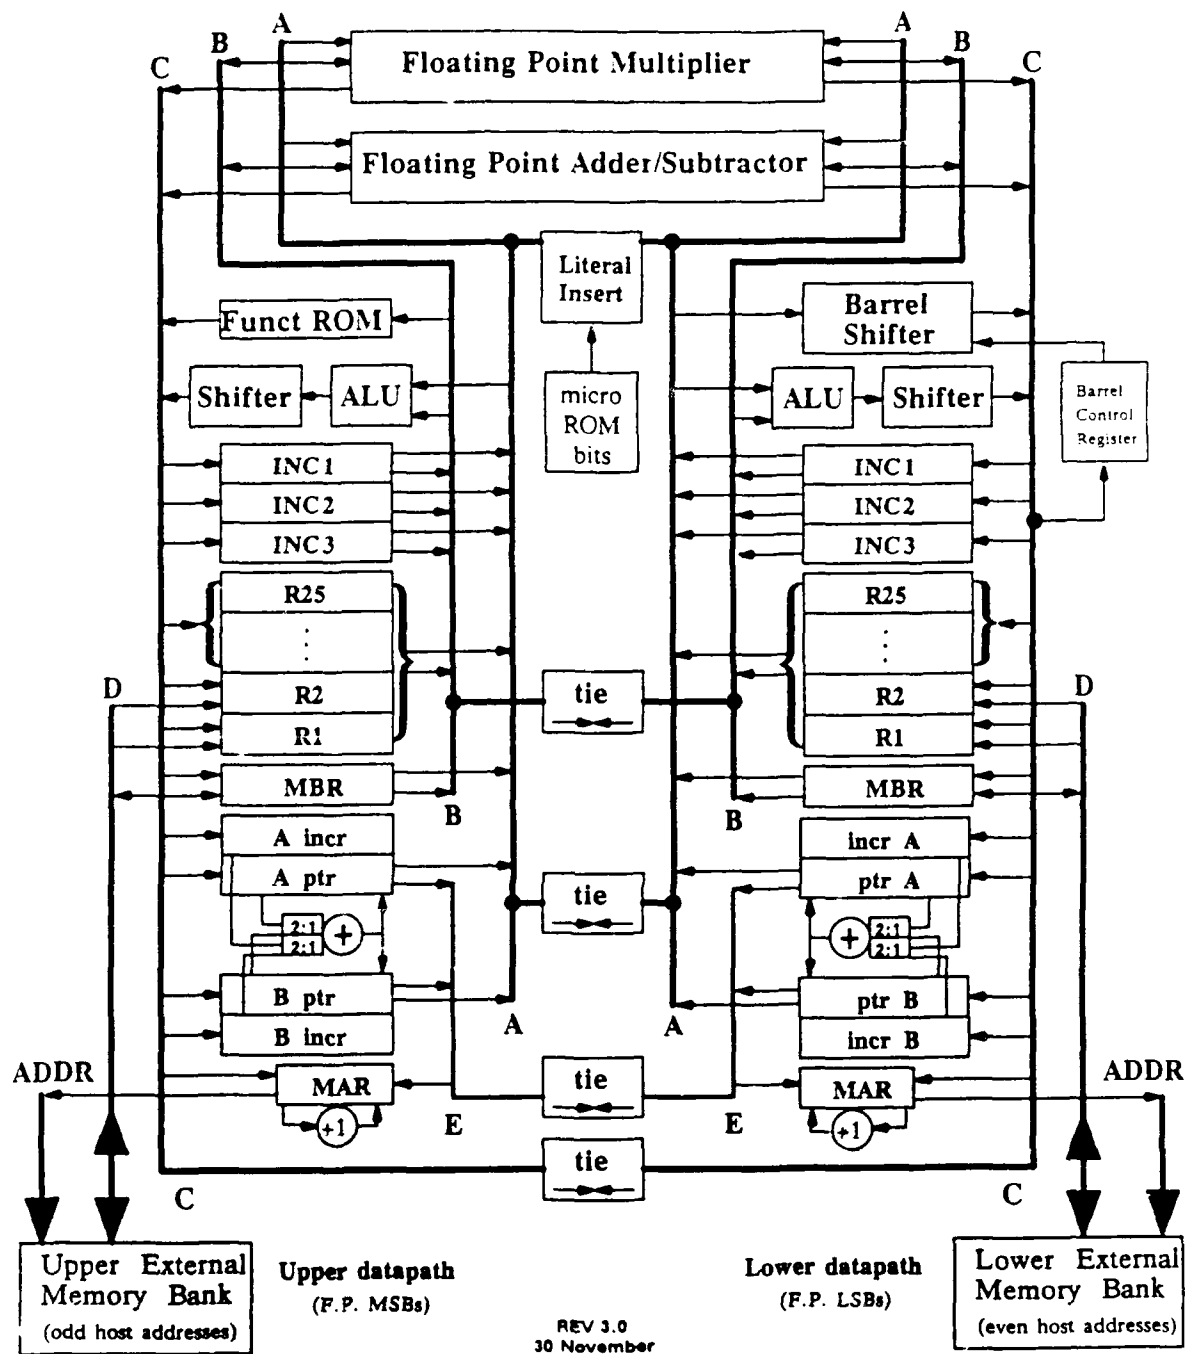 A
B
C
Floating Point Multiplier
A
B
C
Floating Point Adder/Subtractor
Literal
Insert
Funct ROM
Barrel
Shifter
Shifter
ALU
micro
ROM
bits
ALU
Shifter
Barrel
Control
Register
INC1
INC2
INC3
INC1
INC2
INC3
R25
R2
R1
R25
R2
R1
D
D
tie
MBR
MBR
B
B
A incr
A ptr
incr A
ptr A
tie
2:1
2:1
+
+
2:1
2:1
B ptr
B incr
ptr B
incr B
A
A
ADDR
MAR
+1
E
tie
E
MAR
+1
ADDR
tie
C
C
Upper External
Memory Bank
(odd host addresses)
Upper datapath
(F.P. MSBs)
Lower datapath
(F.P. LSBs)
Lower External
Memory Bank
(even host addresses)
REV 3.0
30 November